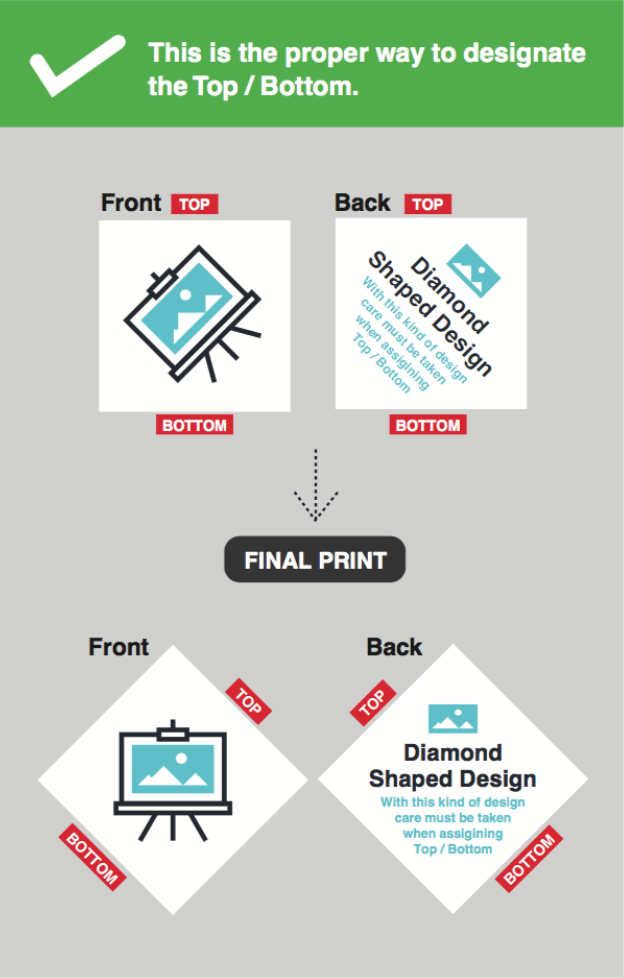 This is the proper way to designate
the Top / Bottom.
Front TOP
Back TOP
Diamond
Shaped Design
With this kind of design
care must be taken
when assigining
Top / Bottom
BOTTOM
BOTTOM
FINAL PRINT
Front
Back
TOP
TOP
Diamond
Shaped Design
With this kind of design
care must be taken
when assigining
Top / Bottom
BOTTOM
BOTTOM